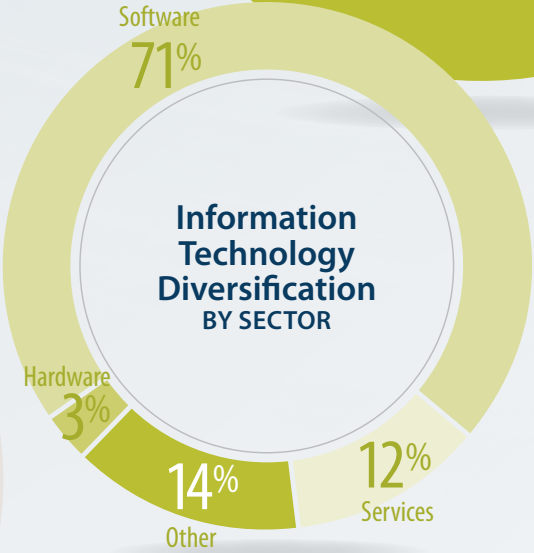 Software
71%
Information
Technology
Diversification
BY SECTOR
Hardware
3%
14%
Other
12%
Services